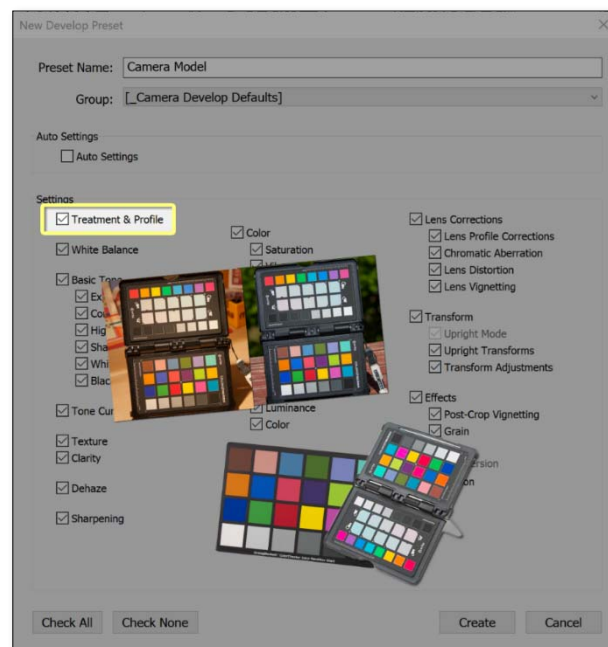 New Develop Preset
Preset Name: Camera Model
Group: [_Camera Develop Defaults]
Auto Settings
Auto Settings
Settings
Treatment & Profile
White Balance
Basic Tone
Tone Cur
Texture
Clarity
Dehaze
Sharpening
Color
Saturation
Luminance
Color
Lens Corrections
Lens Profile Corrections
Chromatic Aberration
Lens Distortion
Lens Vignetting
Transform
Upright Mode
Upright Transforms
Transform Adjustments
Effects
Post-Crop Vignetting
Grain
Check All
Check None
Create
Cancel